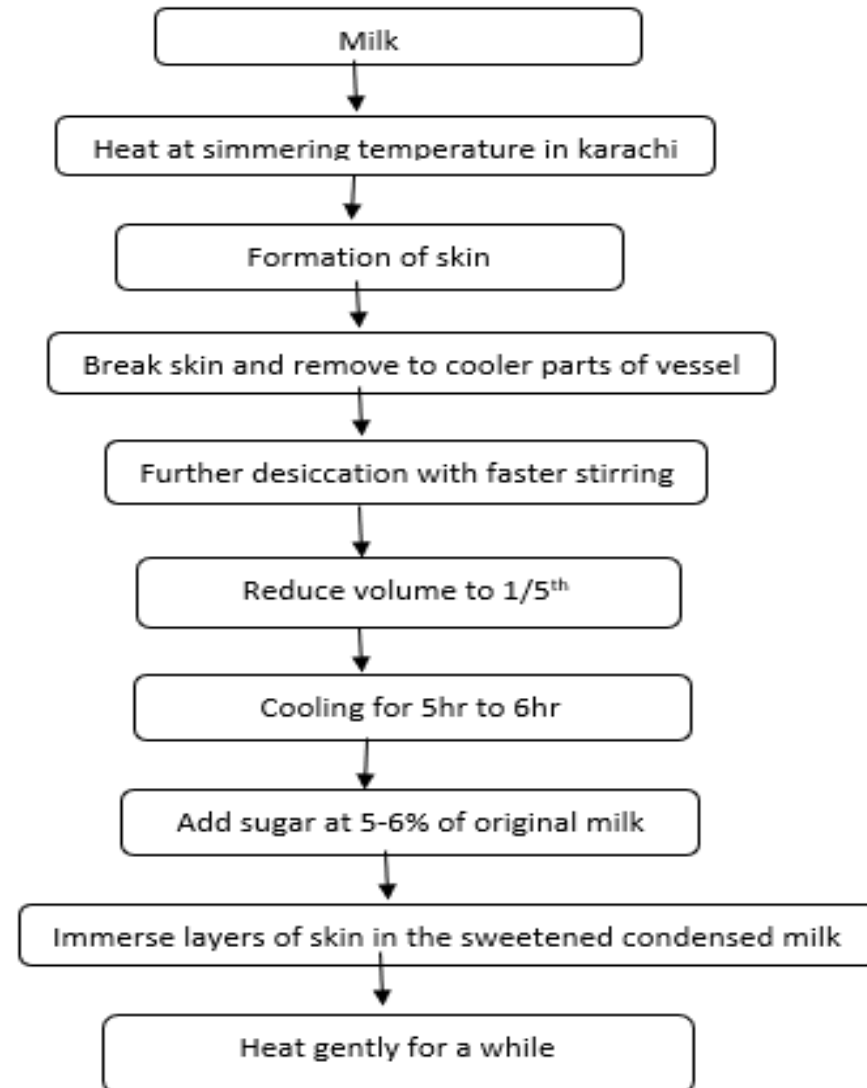 Milk
Heat at simmering temperature in karachi
Formation of skin
Break skin and remove to cooler parts of vessel
Further desiccation with faster stirring
Reduce volume to 1/5th
Cooling for 5hr to 6hr
Add sugar at 5-6% of original milk
Immerse layers of skin in the sweetened condensed milk
Heat gently for a while